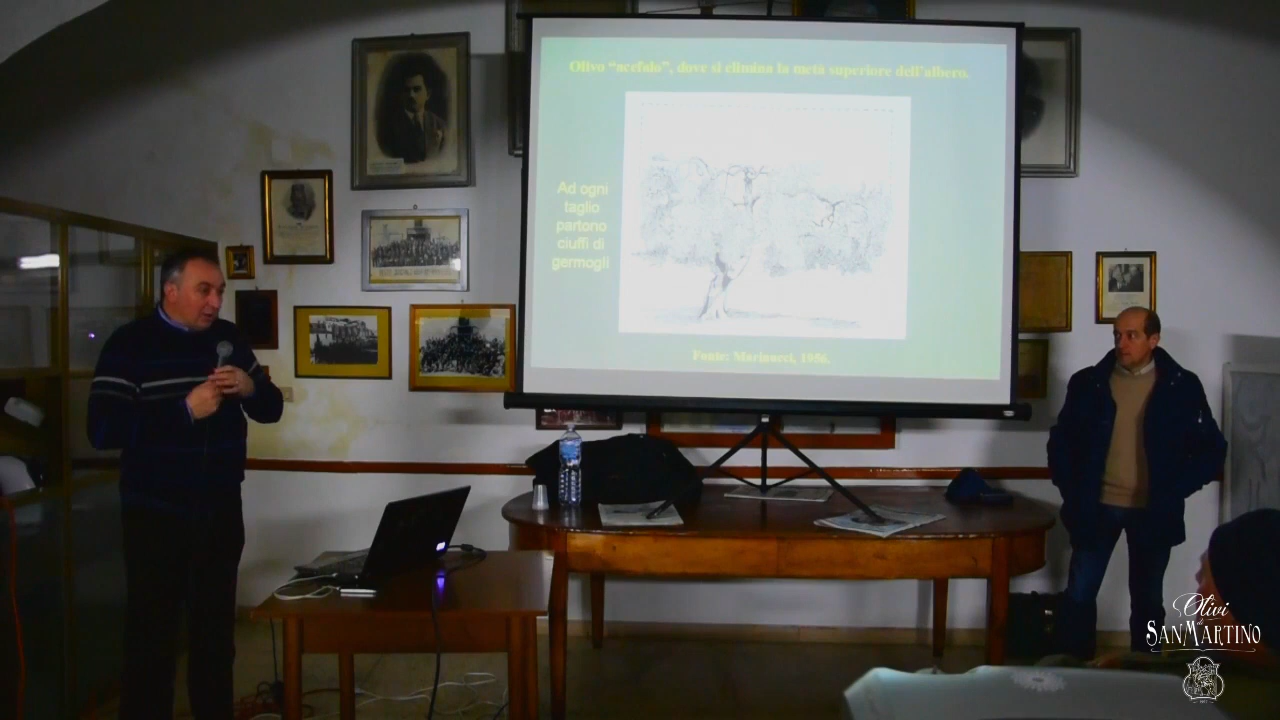 Olivo "acefalo", dove si elimina la metà superiore dell'albero.
Ad ogni
taglio
partono
ciuffi di
germogli
Fonte: Marinucci, 1956.
Olivi
di
SANMARTINO